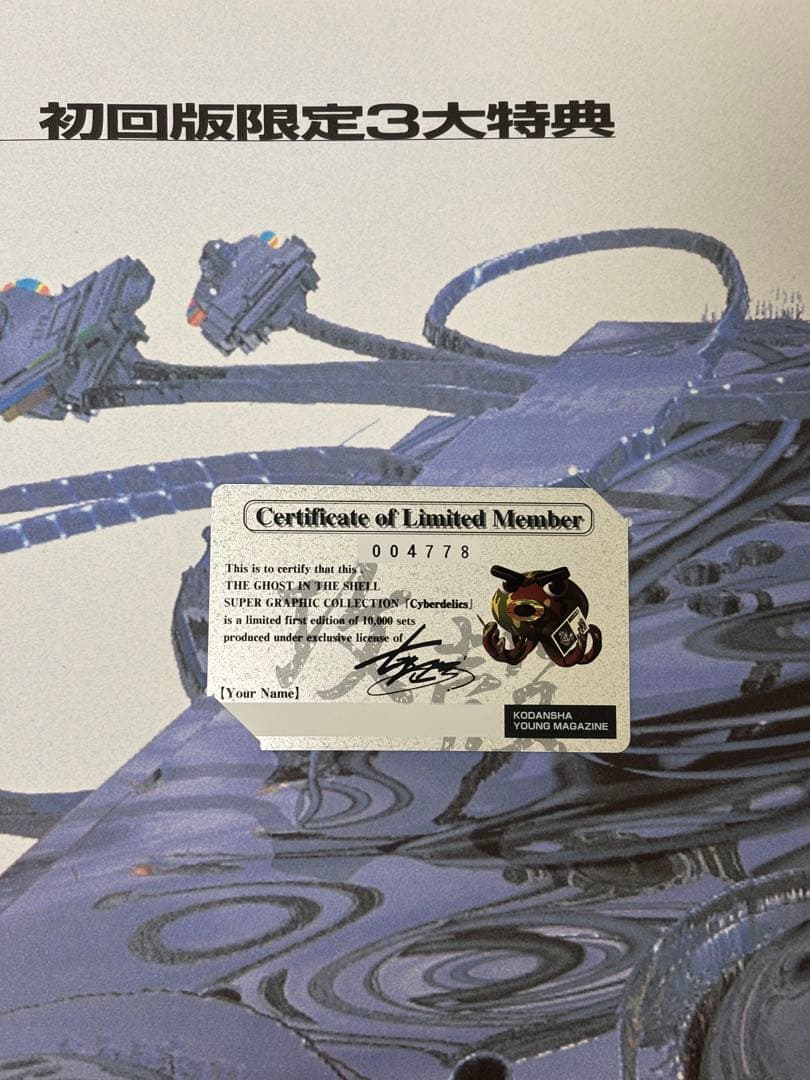 初回版限定3大特典
Certificate of Limited Member
004778
This is to certify that this
THE GHOST IN THE SHELL
SUPER GRAPHIC COLLECTION「Cyberdelics」
is a limited first edition of 10,000 sets
produced under exclusive license of
【Your Name】
KODANSHA
YOUNG MAGAZINE